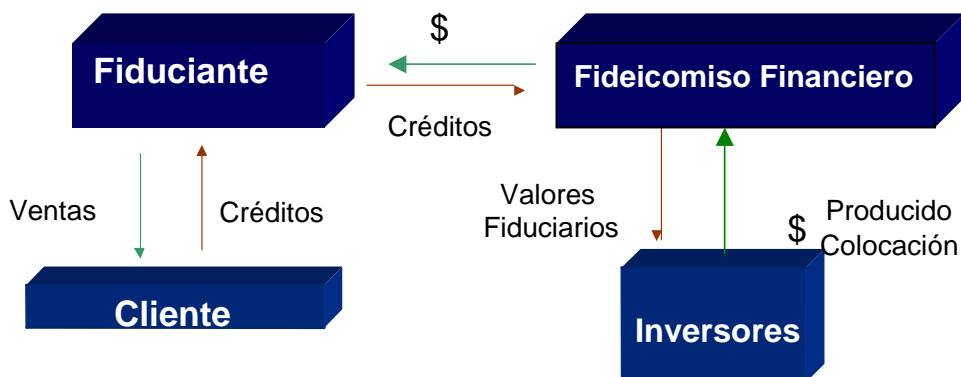 $
Fiduciante
Fideicomiso Financiero
Créditos
Ventas
Créditos
Valores
Fiduciarios
$
Producido
Colocación
Cliente
Inversores